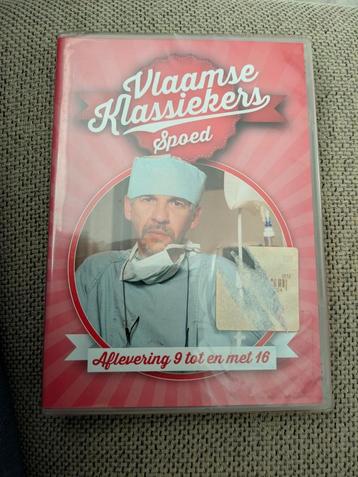 Vlaamse
Klassiekers
Spoed
Aflevering 9 tot en met 16